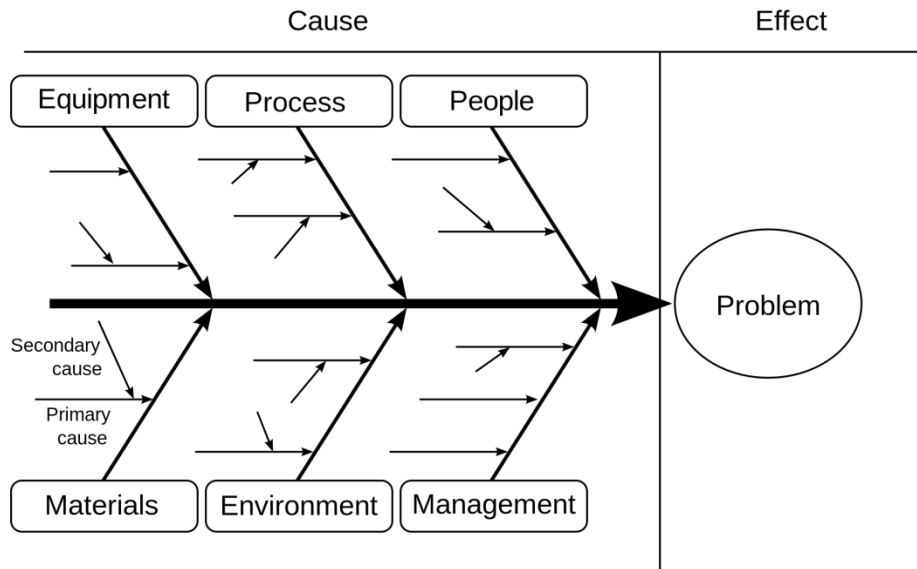 Cause
Effect
Equipment
Process
People
Problem
Secondary
cause
Primary
cause
Materials
Environment
Management